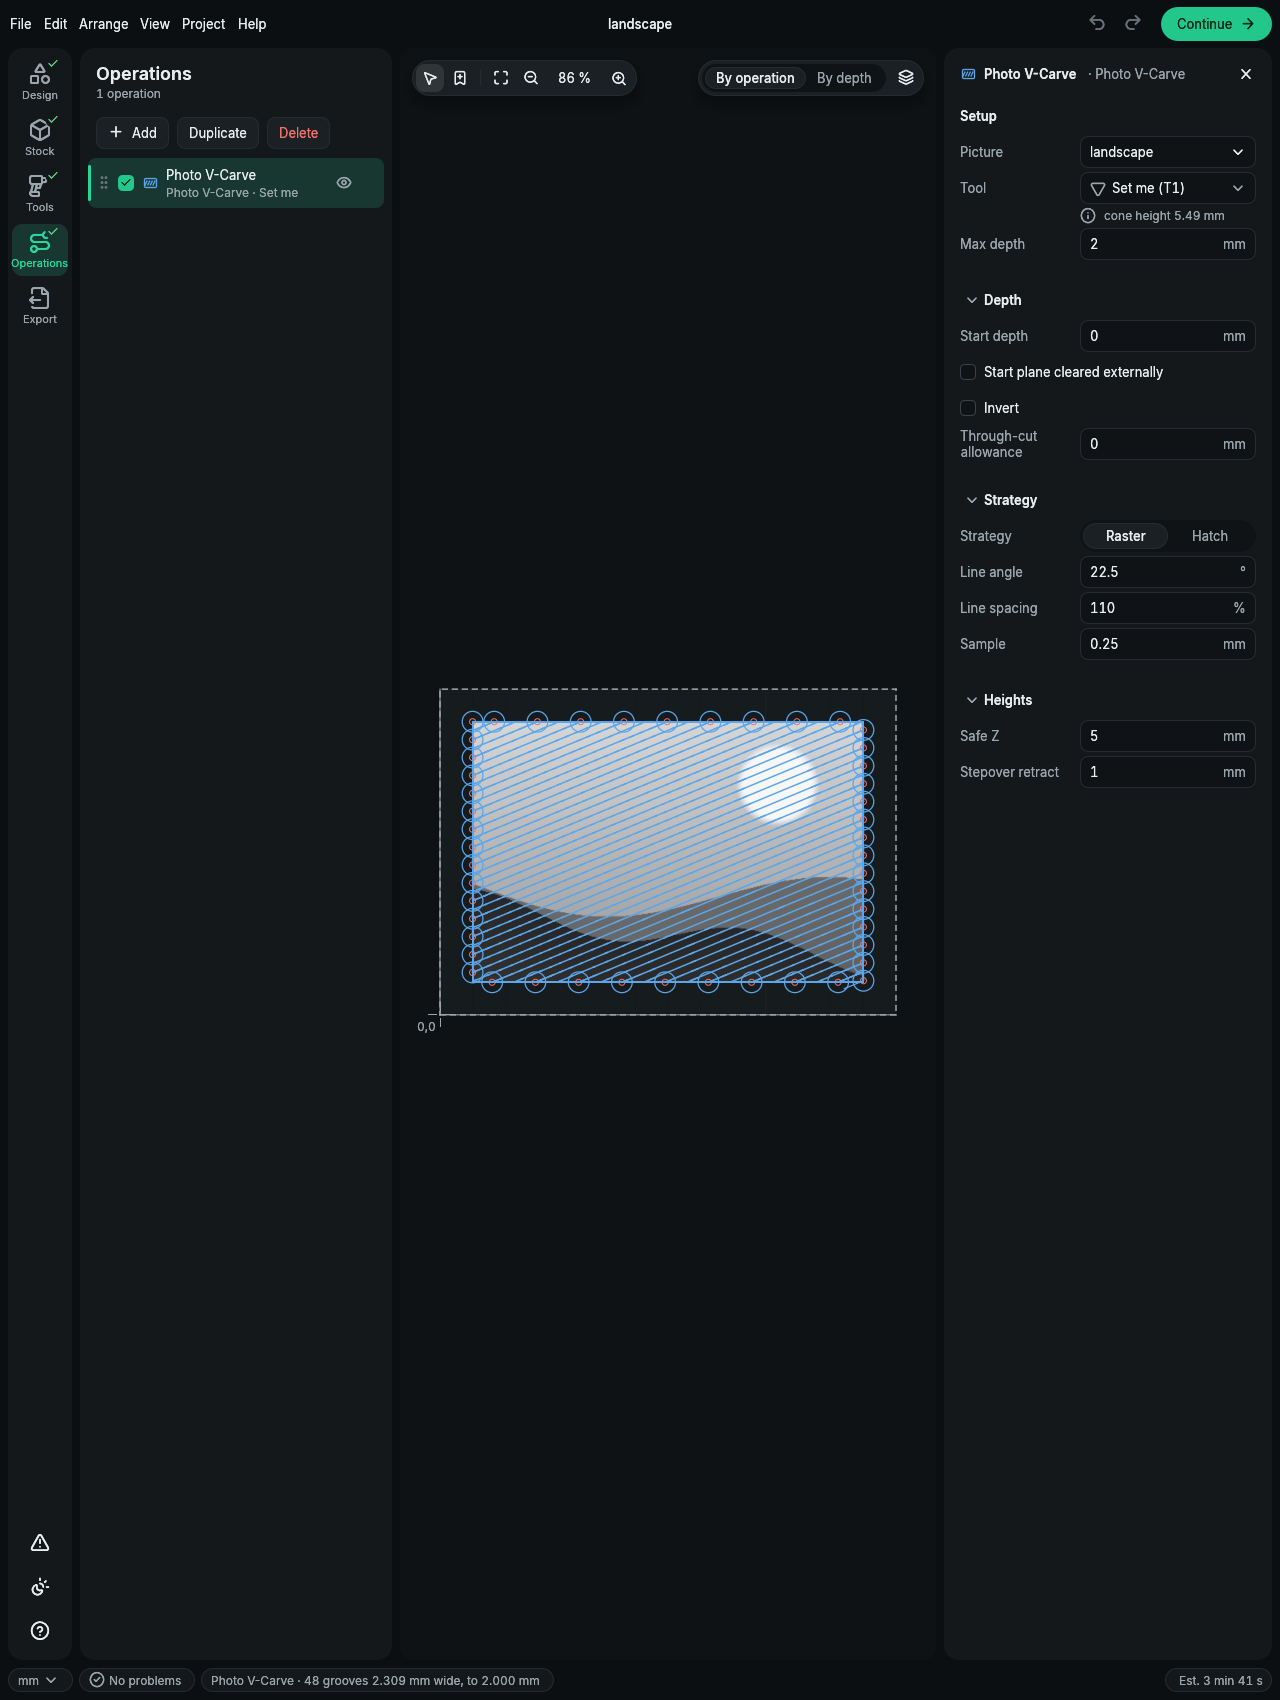 File Edit Arrange View Project Help
landscape
Continue
Design
Stock
Tools
Operations
Export
Operations
1 operation
Add
Duplicate
Delete
Photo V-Carve
Photo V-Carve · Set me
86 %
By operation
By depth
0,0
Photo V-Carve · Photo V-Carve
Setup
Picture landscape
Tool Set me (T1)
cone height 5.49 mm
Max depth 2 mm
Depth
Start depth 0 mm
Start plane cleared externally
Invert
Through-cut
allowance
0 mm
Strategy
Strategy Raster Hatch
Line angle 22.5 °
Line spacing 110 %
Sample 0.25 mm
Heights
Safe Z 5 mm
Stepover retract 1 mm
mm
No problems
Photo V-Carve · 48 grooves 2.309 mm wide, to 2.000 mm
Est. 3 min 41 s